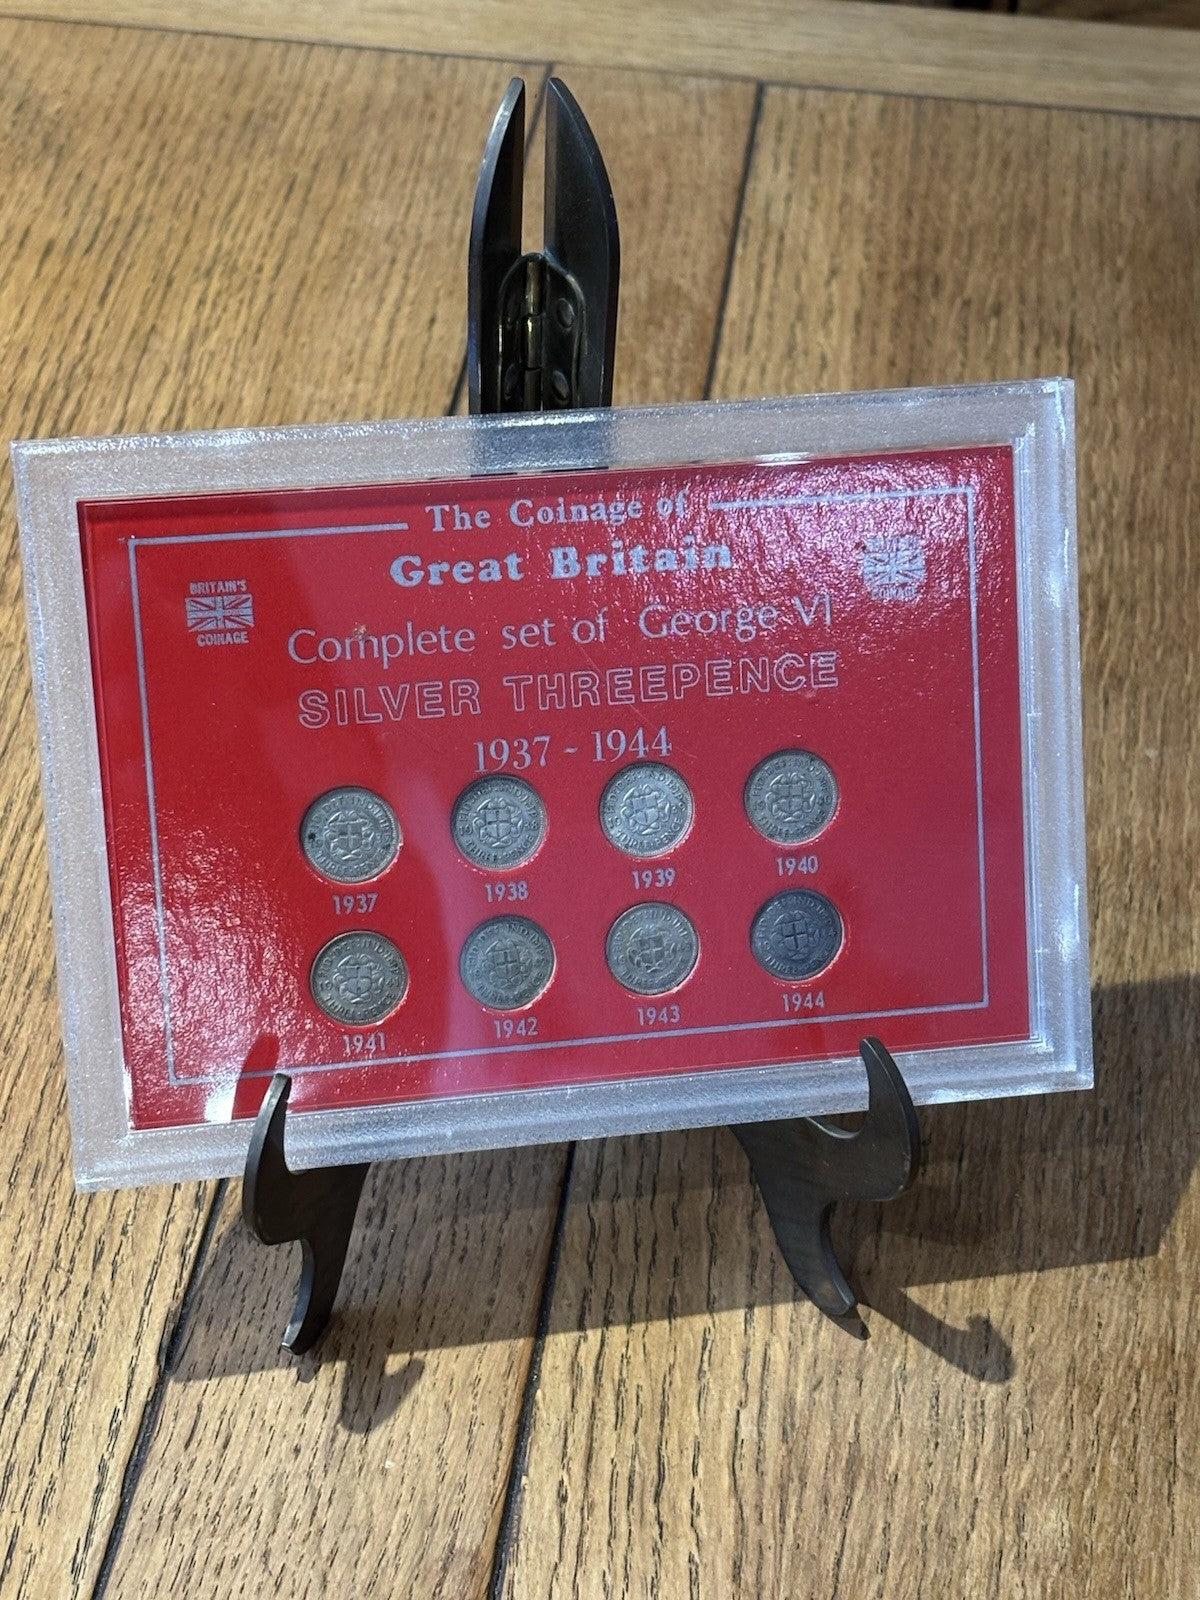 The Coinage of
Great Britain
BRITAIN'S
COINAGE
COINAGE
Complete set of George VI
SILVER THREEPENCE
1937 - 1944
1937 1938 1939 1940
1941 1942 1943 1944